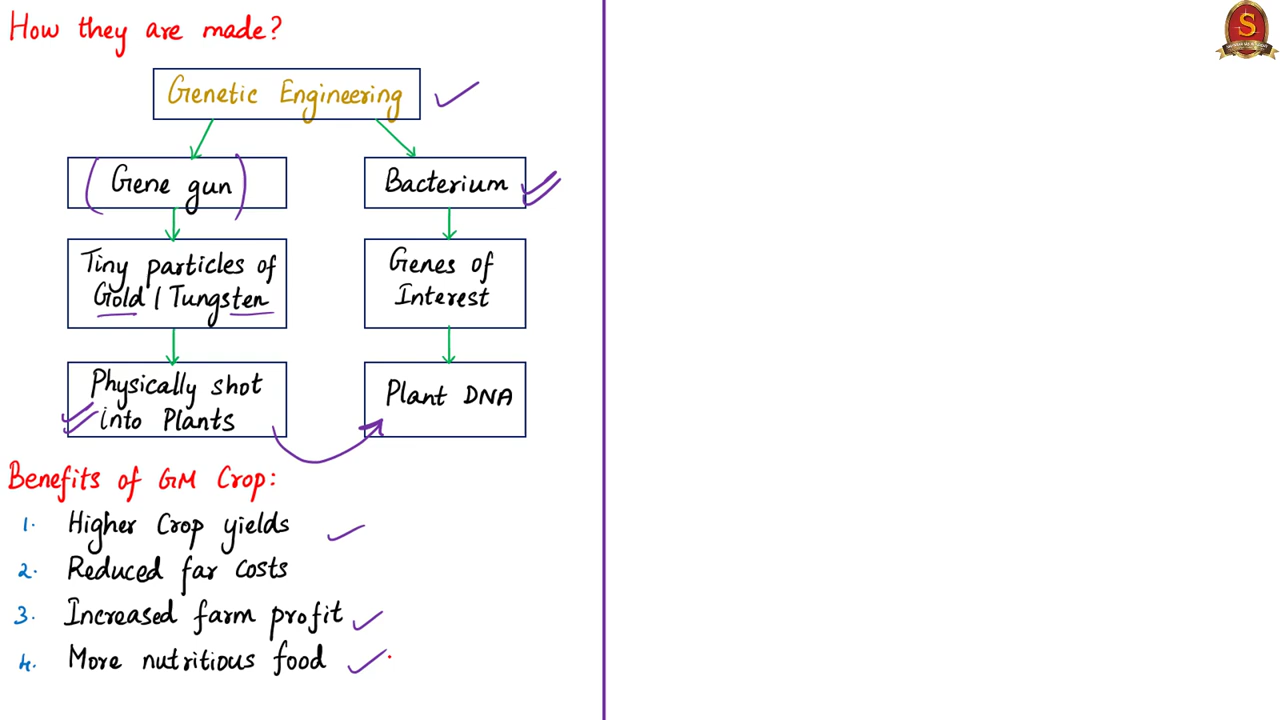 How they are made?
Genetic Engineering
Gene gun
Bacterium
Tiny particles of
Gold / Tungsten
Genes of
Interest
Physically shot
into Plants
Plant DNA
Benefits of GM Crop:
1. Higher Crop yields
2. Reduced far costs
3. Increased farm profit
4. More nutritious food
S